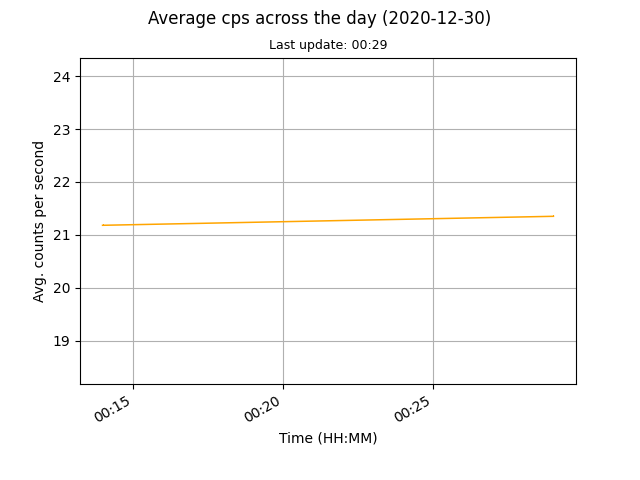 Average cps across the day (2020-12-30)
Last update: 00:29
24
23
22
21
20
19
Avg. counts per second
00:15
00:20
00:25
Time (HH:MM)